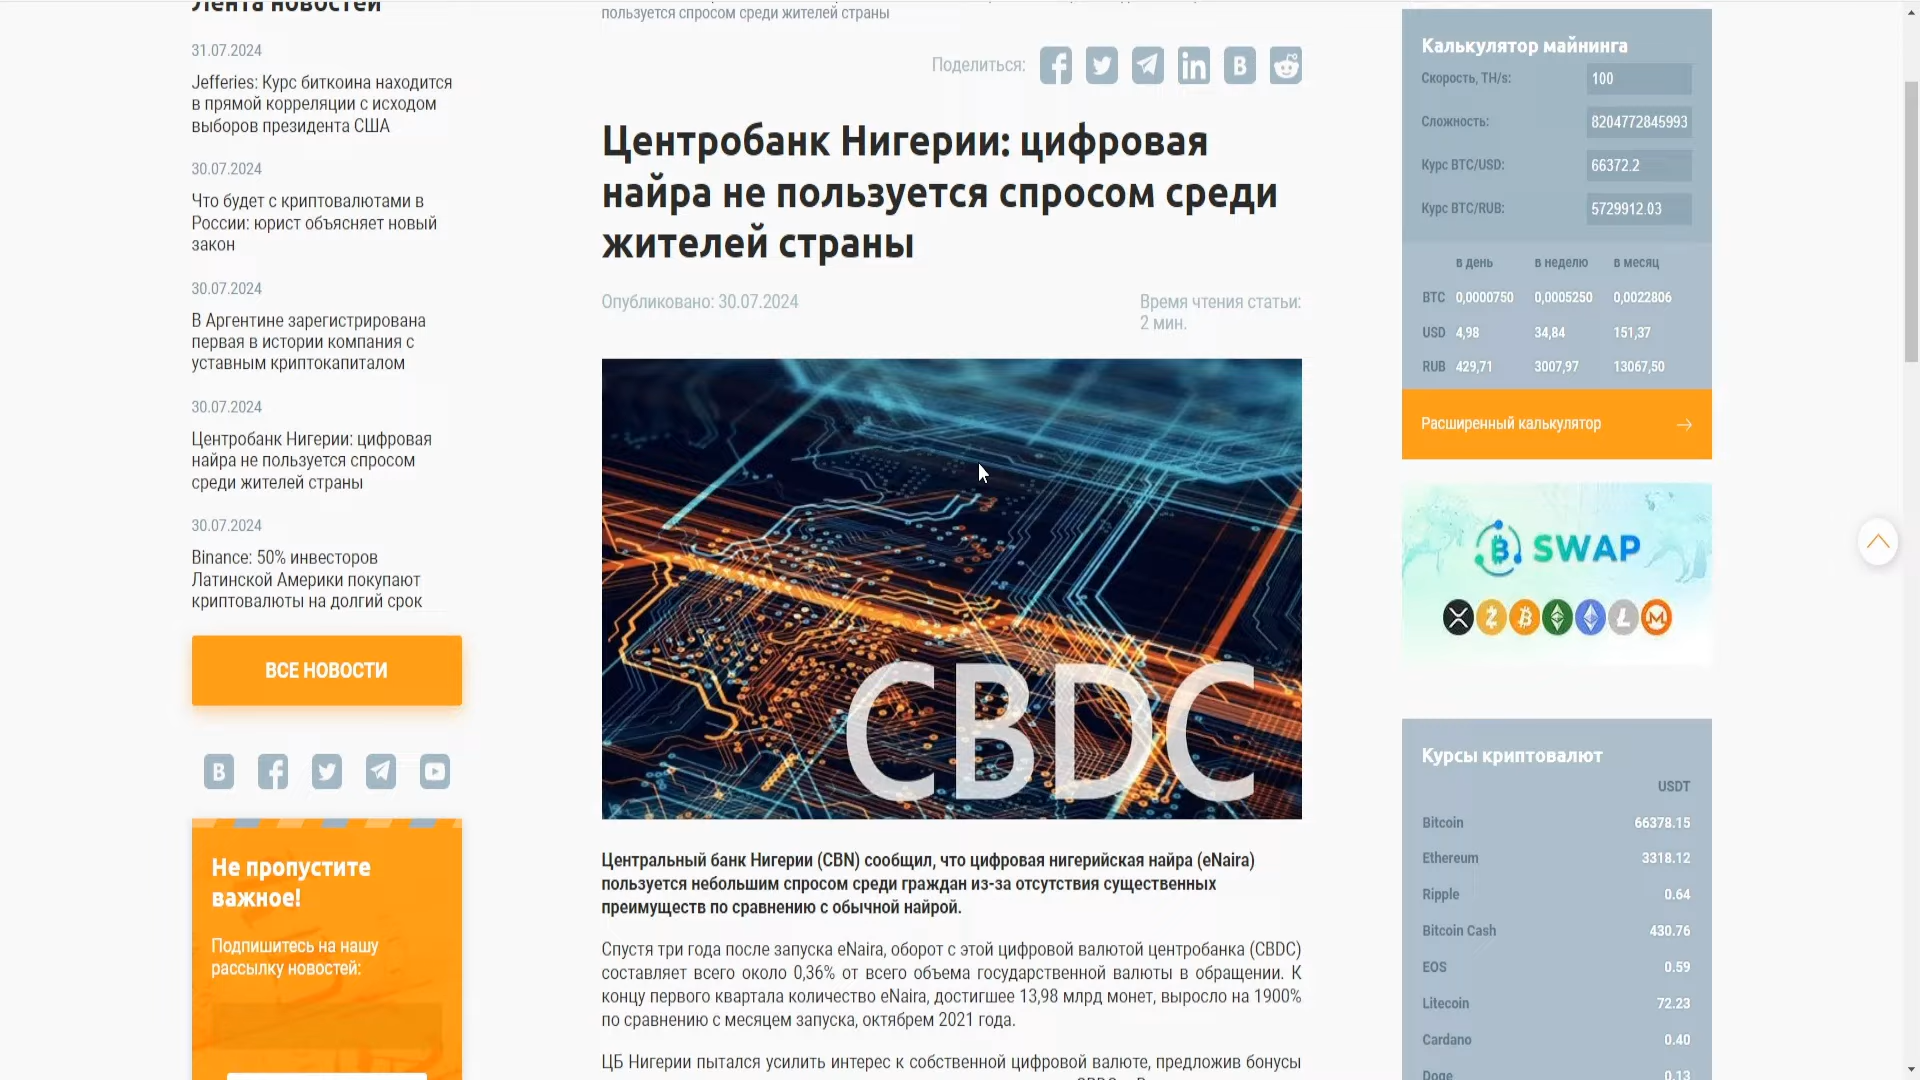 Лента новостей
31.07.2024
Jefferies: Курс биткоина находится
в прямой корреляции с исходом
выборов президента США
30.07.2024
Что будет с криптовалютами в
России: юрист объясняет новый
закон
30.07.2024
В Аргентине зарегистрирована
первая в истории компания с
уставным криптокапиталом
30.07.2024
Центробанк Нигерии: цифровая
найра не пользуется спросом
среди жителей страны
30.07.2024
Binance: 50% инвесторов
Латинской Америки покупают
криптовалюты на долгий срок
ВСЕ НОВОСТИ
Не пропустите
важное!
Подпишитесь на нашу
рассылку новостей:
пользуется спросом среди жителей страны
Поделиться:
Центробанк Нигерии: цифровая
найра не пользуется спросом среди
жителей страны
Опубликовано: 30.07.2024
Время чтения статьи:
2 мин.
CBDC
Центральный банк Нигерии (CBN) сообщил, что цифровая нигерийская найра (eNaira)
пользуется небольшим спросом среди граждан из-за отсутствия существенных
преимуществ по сравнению с обычной найрой.
Спустя три года после запуска eNaira, оборот с этой цифровой валютой центробанка (CBDC)
составляет всего около 0,36% от всего объема государственной валюты в обращении. К
концу первого квартала количество eNaira, достигшее 13,98 млрд монет, выросло на 1900%
по сравнению с месяцем запуска, октябрем 2021 года.
ЦБ Нигерии пытался усилить интерес к собственной цифровой валюте, предложив бонусы
Калькулятор майнинга
Скорость, TH/s: 100
Сложность: 8204772845993
Курс BTC/USD: 66372.2
Курс BTC/RUB: 5729912.03
в день в неделю в месяц
BTC 0,0000750 0,0005250 0,0022806
USD 4,98 34,84 151,37
RUB 429,71 3007,97 13067,50
Расширенный калькулятор →
SWAP
Курсы криптовалют
USDT
Bitcoin 66378.15
Ethereum 3318.12
Ripple 0.64
Bitcoin Cash 430.76
EOS 0.59
Litecoin 72.23
Cardano 0.40
Doge 0.13